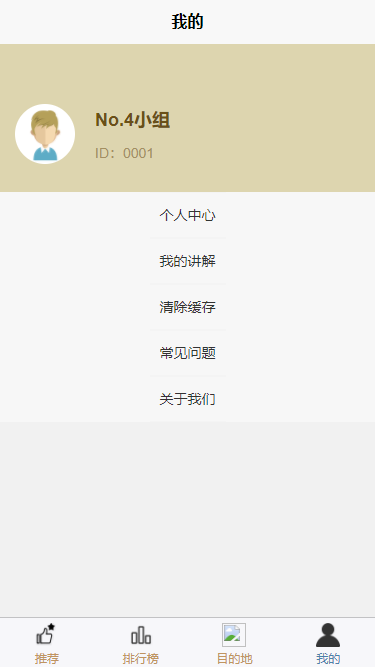 我的
No.4小组
ID：0001
个人中心
我的讲解
清除缓存
常见问题
关于我们
推荐
排行榜
目的地
我的